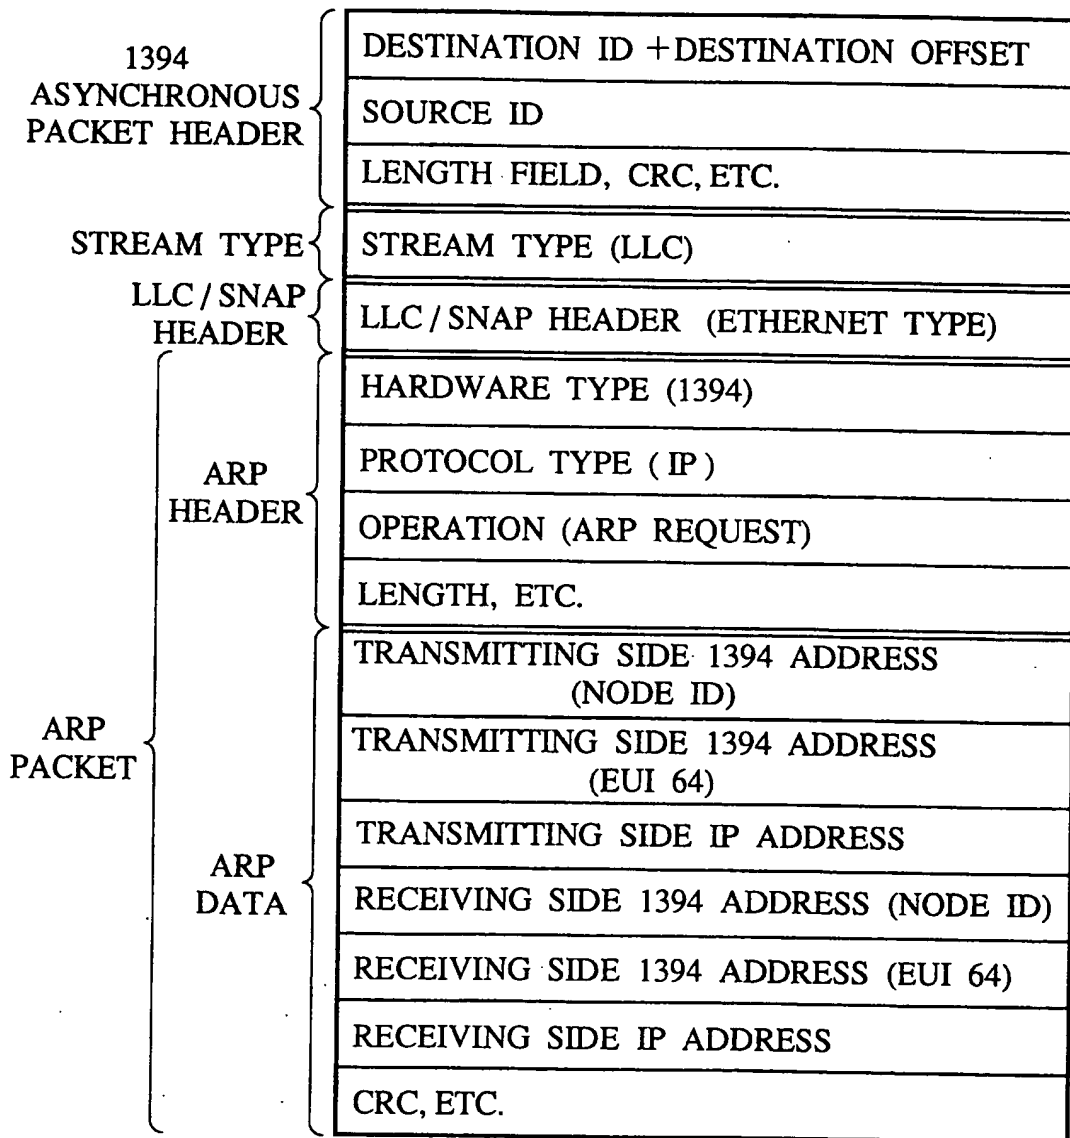 1394
ASYNCHRONOUS
PACKET HEADER
DESTINATION ID +DESTINATION OFFSET
SOURCE ID
LENGTH FIELD, CRC, ETC.
STREAM TYPE
STREAM TYPE (LLC)
LLC / SNAP
HEADER
LLC / SNAP HEADER (ETHERNET TYPE)
ARP
PACKET
ARP
HEADER
HARDWARE TYPE (1394)
PROTOCOL TYPE ( IP )
OPERATION (ARP REQUEST)
LENGTH, ETC.
ARP
DATA
TRANSMITTING SIDE 1394 ADDRESS
(NODE ID)
TRANSMITTING SIDE 1394 ADDRESS
(EUI 64)
TRANSMITTING SIDE IP ADDRESS
RECEIVING SIDE 1394 ADDRESS (NODE ID)
RECEIVING SIDE 1394 ADDRESS (EUI 64)
RECEIVING SIDE IP ADDRESS
CRC, ETC.